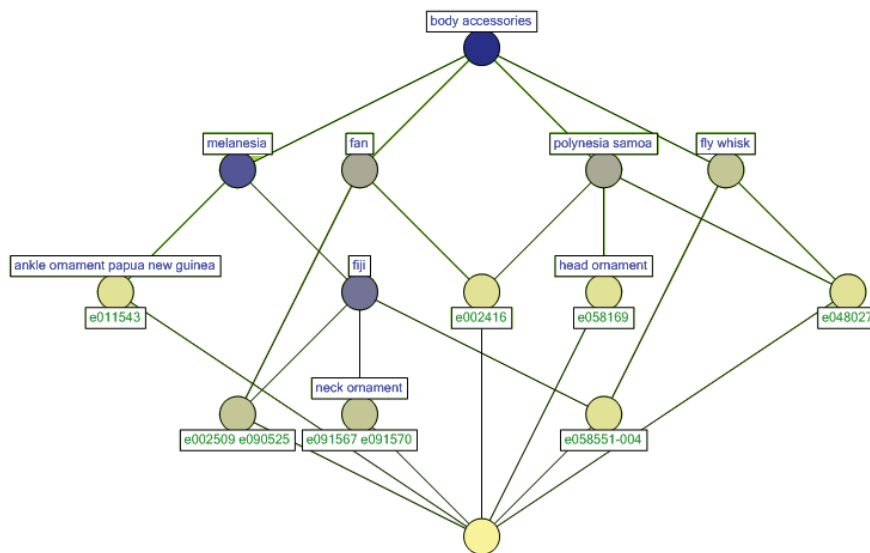 body accessories
melanesia
fan
polynesia samoa
fly whisk
ankle ornament papua new guinea
fiji
head ornament
e011543
e002416
e058169
e048027
neck ornament
e002509 e090525
e091567 e091570
e058551-004